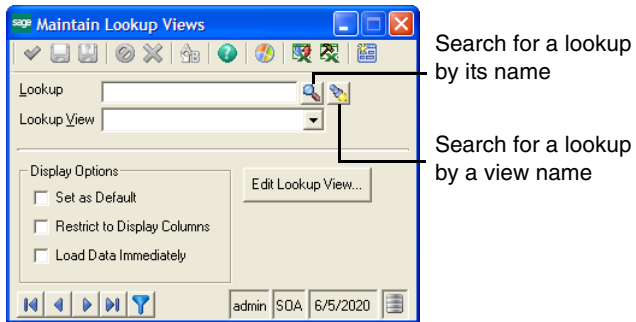 sage Maintain Lookup Views
Search for a lookup
by its name
Lookup
Lookup View
Search for a lookup
by a view name
Display Options
Set as Default
Restrict to Display Columns
Load Data Immediately
Edit Lookup View...
admin SOA 6/5/2020